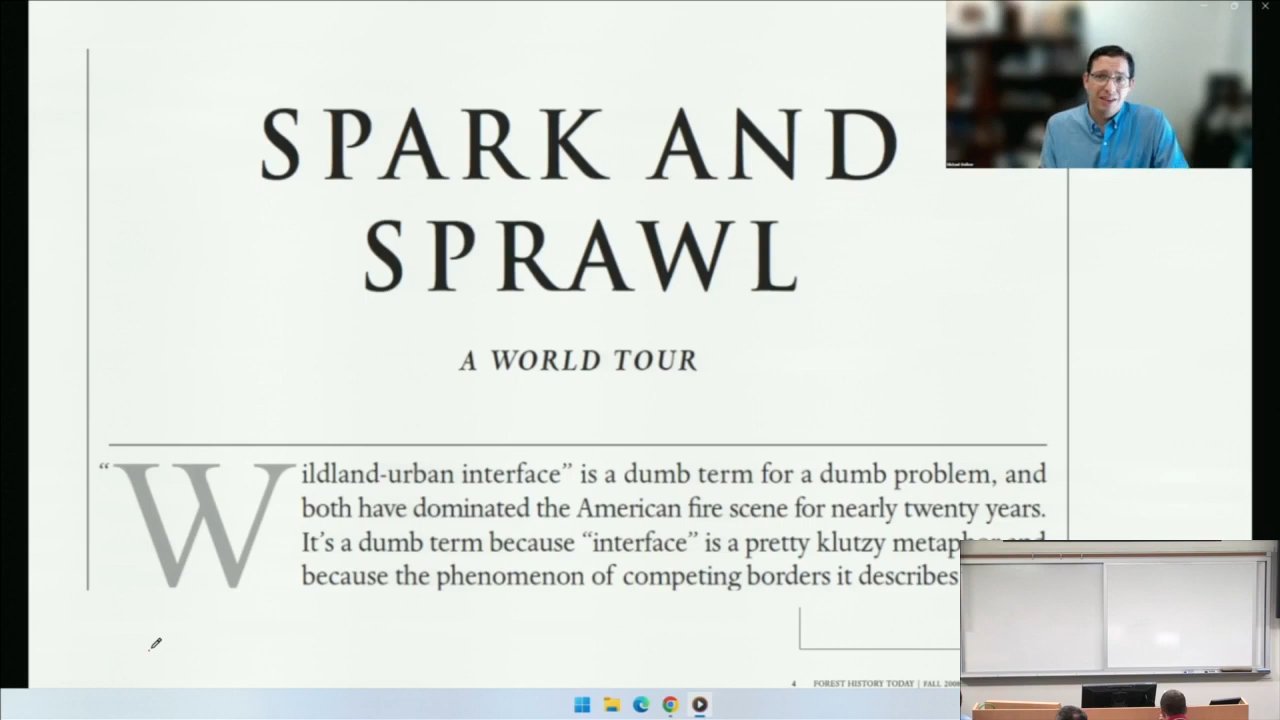 SPARK AND
SPRAWL
A WORLD TOUR
“Wildland-urban interface” is a dumb term for a dumb problem, and
both have dominated the American fire scene for nearly twenty years.
It’s a dumb term because “interface” is a pretty klutzy
because the phenomenon of competing borders it describes
4 FOREST HISTORY TODAY | FALL